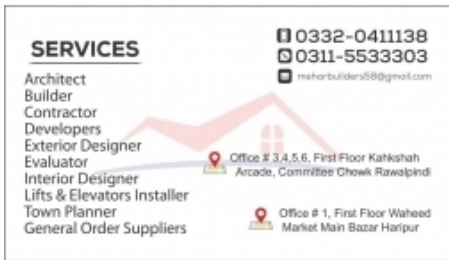 SERVICES
Architect
Builder
Contractor
Developers
Exterior Designer
Evaluator
Interior Designer
Lifts & Elevators Installer
Town Planner
General Order Suppliers
0332-0411138
0311-5533303
meharbuilders58@gmail.com
Office # 3,4,5,6, First Floor Kahkshah
Arcade, Committee Chowk Rawalpindi
Office # 1, First Floor Waheed
Market Main Bazar Haripur